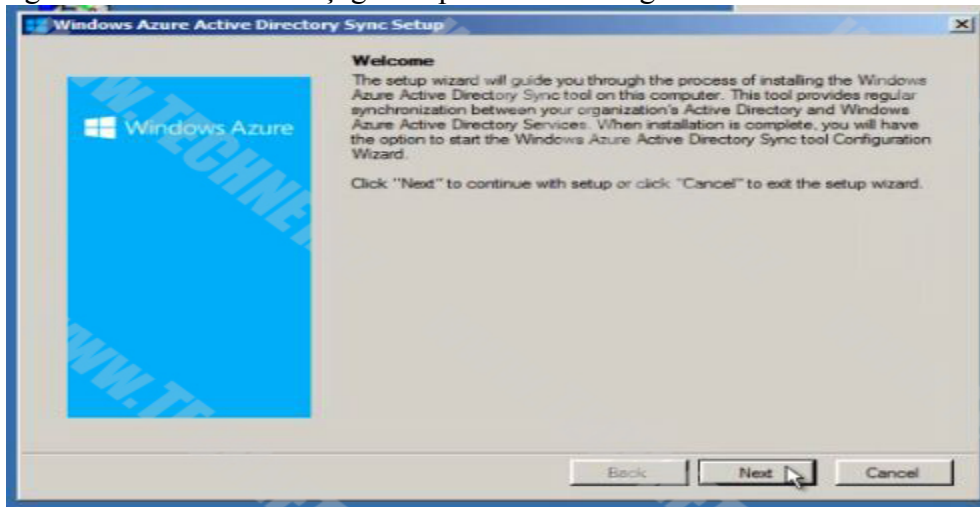 Windows Azure Active Directory Sync Setup
Welcome
The setup wizard will guide you through the process of installing the Windows
Azure Active Directory Sync tool on this computer. This tool provides regular
synchronization between your organization's Active Directory and Windows
Azure Active Directory Services. When installation is complete, you will have
the option to start the Windows Azure Active Directory Sync tool Configuration
Wizard.
Click "Next" to continue with setup or click "Cancel" to exit the setup wizard.
Windows Azure
WWW.TECHNE
WWW.TE
Back
Next
Cancel